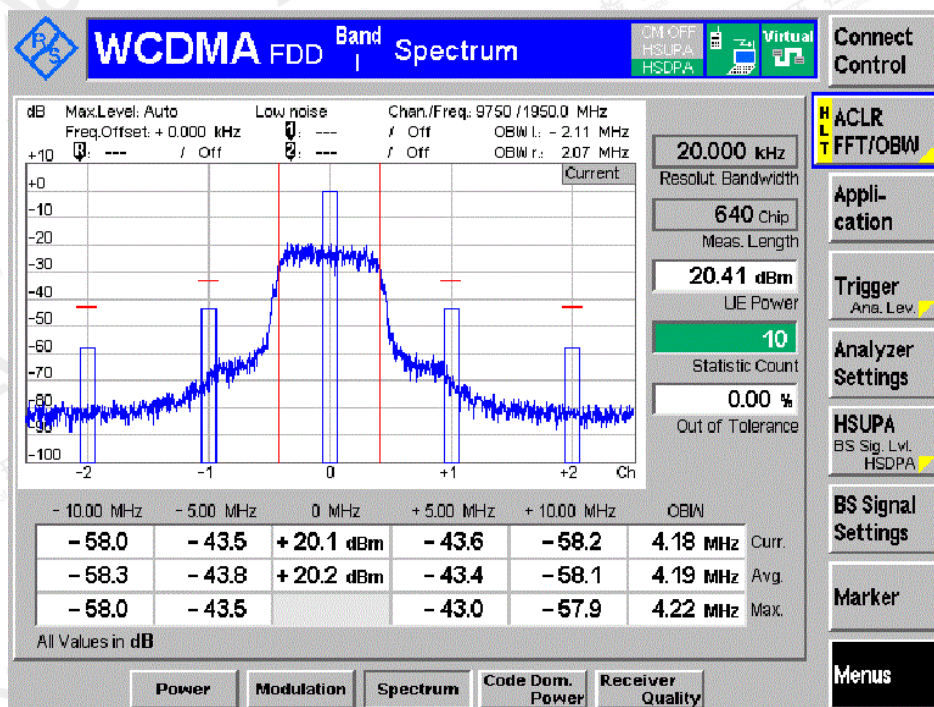 R&S
WCDMA FDD Band I Spectrum
CM OFF
HSUPA
HSDPA
Virtual
Connect Control
dB Max.Level: Auto Low noise Chan./Freq.: 9750 / 1950.0 MHz
Freq.Offset: + 0.000 kHz 1: --- / Off OBW l.: - 2.11 MHz
R: --- / Off 2: --- / Off OBW r.: 2.07 MHz
Current
+10
+0
-10
-20
-30
-40
-50
-60
-70
-80
-90
-100
-2 -1 0 +1 +2 Ch
20.000 kHz
Resolut. Bandwidth
640 Chip
Meas. Length
20.41 dBm
UE Power
10
Statistic Count
0.00 %
Out of Tolerance
- 10.00 MHz - 5.00 MHz 0 MHz + 5.00 MHz + 10.00 MHz OBW
- 58.0 - 43.5 + 20.1 dBm - 43.6 - 58.2 4.18 MHz Curr.
- 58.3 - 43.8 + 20.2 dBm - 43.4 - 58.1 4.19 MHz Avg.
- 58.0 - 43.5 - 43.0 - 57.9 4.22 MHz Max.
All Values in dB
HLT
ACLR
FFT/OBW
Appli-
cation
Trigger
Ana. Lev.
Analyzer
Settings
HSUPA
BS Sig. Lvl.
HSDPA
BS Signal
Settings
Marker
Menus
Power
Modulation
Spectrum
Code Dom.
Power
Receiver
Quality